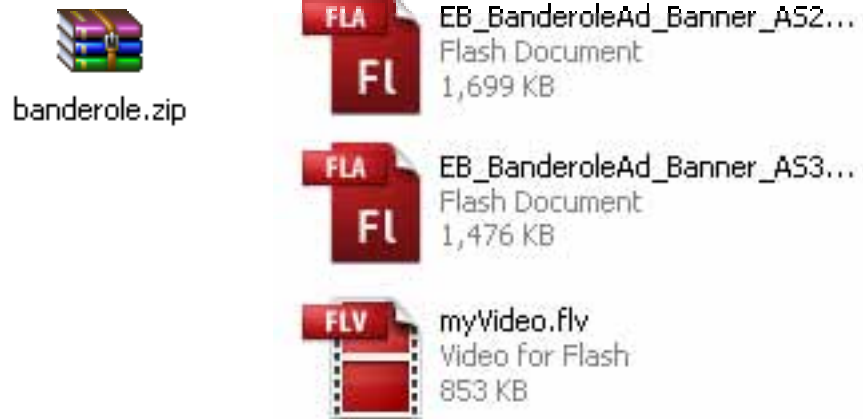 banderole.zip
FLA
Fl
EB_BanderoleAd_Banner_AS2...
Flash Document
1,699 KB
FLA
Fl
EB_BanderoleAd_Banner_AS3...
Flash Document
1,476 KB
FLV
myVideo.flv
Video for Flash
853 KB